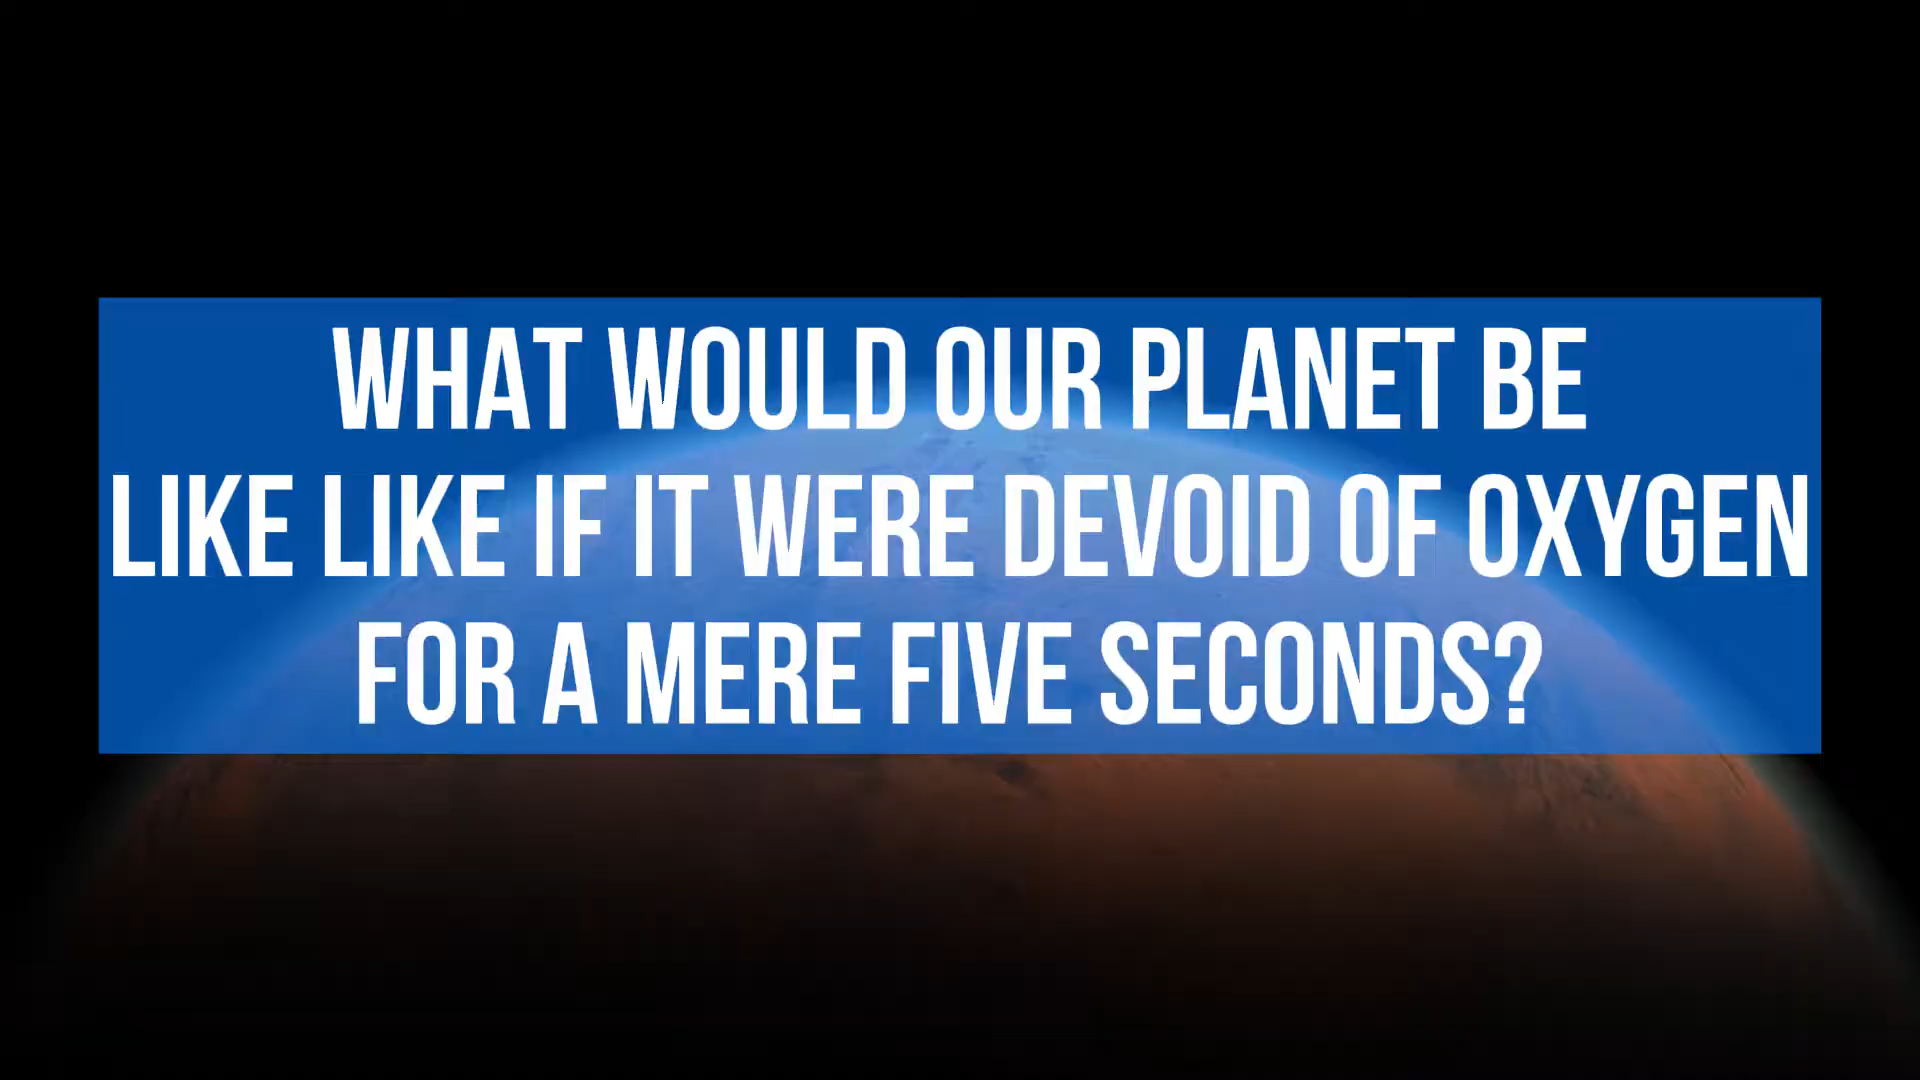 WHAT WOULD OUR PLANET BE
LIKE LIKE IF IT WERE DEVOID OF OXYGEN
FOR A MERE FIVE SECONDS?